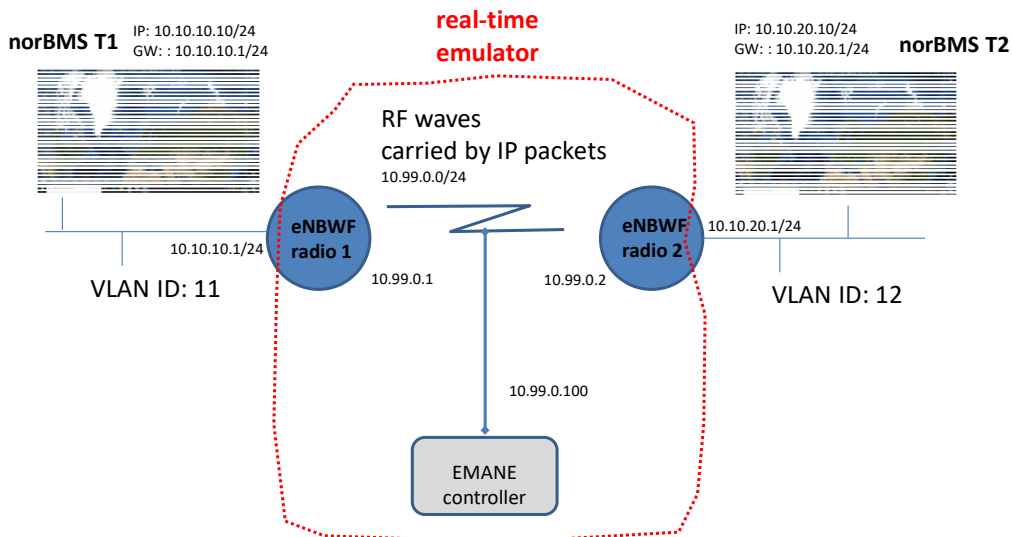 norBMS T1
IP: 10.10.10.10/24
GW: : 10.10.10.1/24
real-time
emulator
IP: 10.10.20.10/24
GW: : 10.10.20.1/24
norBMS T2
RF waves
carried by IP packets
10.99.0.0/24
eNBWF
radio 1
eNBWF
radio 2
10.10.10.1/24
10.10.20.1/24
10.99.0.1
10.99.0.2
VLAN ID: 11
VLAN ID: 12
10.99.0.100
EMANE
controller